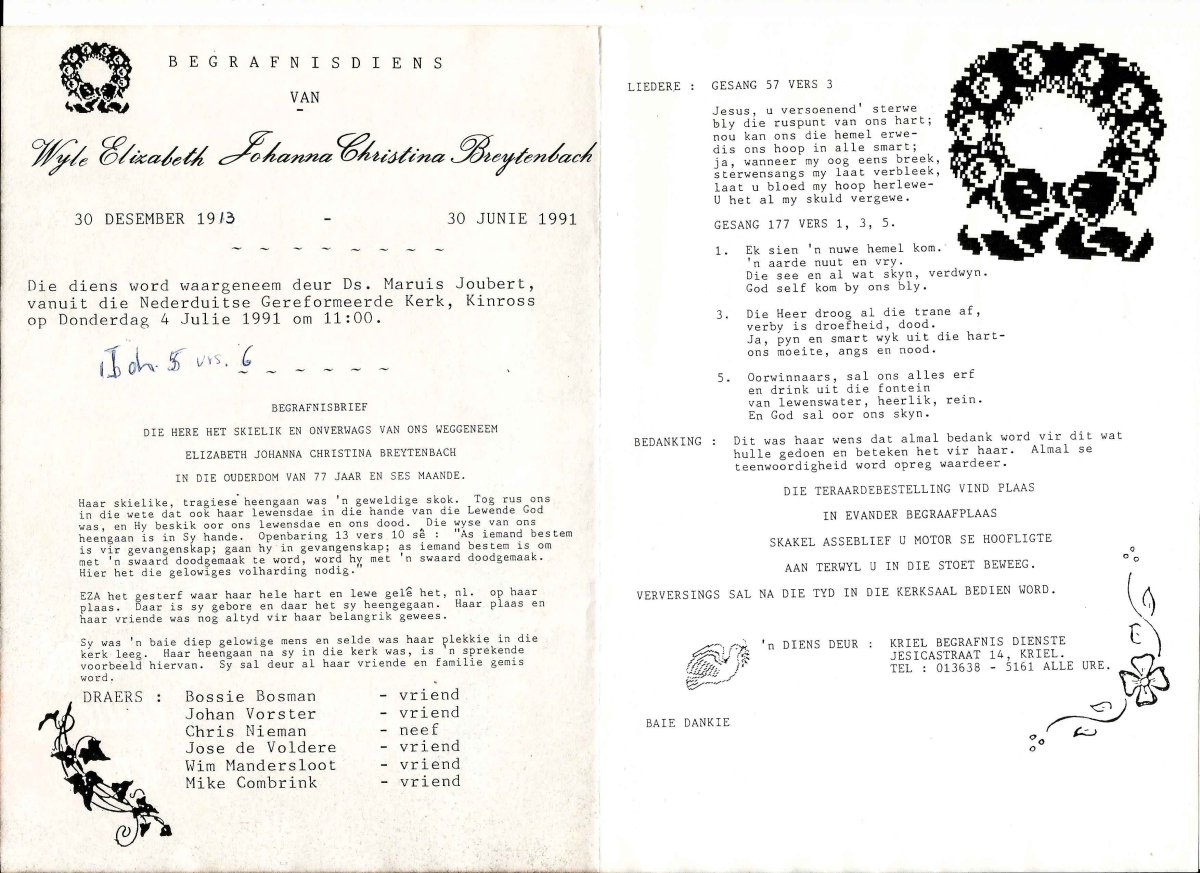 BEGRAFNISDIENS
VAN
Wyle Elizabeth Johanna Christina Breytenbach
30 DESEMBER 1913 - 30 JUNIE 1991
~ ~ ~ ~ ~ ~ ~ ~
Die diens word waargeneem deur Ds. Maruis Joubert,
vanuit die Nederduitse Gereformeerde Kerk, Kinross
op Donderdag 4 Julie 1991 om 11:00.
5 vrs. 6
~ ~ ~ ~ ~ ~
BEGRAFNISBRIEF
DIE HERE HET SKIELIK EN ONVERWAGS VAN ONS WEGGENEEM
ELIZABETH JOHANNA CHRISTINA BREYTENBACH
IN DIE OUDERDOM VAN 77 JAAR EN SES MAANDE.
Haar skielike, tragiese heengaan was 'n geweldige skok. Tog rus ons
in die wete dat ook haar lewensdae in die hande van die Lewende God
was, en Hy beskik oor ons lewensdae en ons dood. Die wyse van ons
heengaan is in Sy hande. Openbaring 13 vers 10 sê : "As iemand bestem
is vir gevangenskap; gaan hy in gevangenskap; as iemand bestem is om
met 'n swaard doodgemaak te word, word hy met 'n swaard doodgemaak.
Hier het die gelowiges volharding nodig."
EZA het gesterf waar haar hele hart en lewe gelê het, nl. op haar
plaas. Daar is sy gebore en daar het sy heengegaan. Haar plaas en
haar vriende was nog altyd vir haar belangrik gewees.
Sy was 'n baie diep gelowige mens en selde was haar plekkie in die
kerk leeg. Haar heengaan na sy in die kerk was, is 'n sprekende
voorbeeld hiervan. Sy sal deur al haar vriende en familie gemis
word.
DRAERS : Bossie Bosman - vriend
Johan Vorster - vriend
Chris Nieman - neef
Jose de Voldere - vriend
Wim Mandersloot - vriend
Mike Combrink - vriend
LIEDERE : GESANG 57 VERS 3
Jesus, u versoenend' sterwe
bly die ruspunt van ons hart;
nou kan ons die hemel erwe-
dis ons hoop in alle smart;
ja, wanneer my oog eens breek,
sterwensangs my laat verbleek,
laat u bloed my hoop herlewe-
U het al my skuld vergewe.
GESANG 177 VERS 1, 3, 5.
1. Ek sien 'n nuwe hemel kom.
'n aarde nuut en vry.
Die see en al wat skyn, verdwyn.
God self kom by ons bly.
3. Die Heer droog al die trane af,
verby is droefheid, dood.
Ja, pyn en smart wyk uit die hart-
ons moeite, angs en nood.
5. Oorwinnaars, sal ons alles erf
en drink uit die fontein
van lewenswater, heerlik, rein.
En God sal oor ons skyn.
BEDANKING : Dit was haar wens dat almal bedank word vir dit wat
hulle gedoen en beteken het vir haar. Almal se
teenwoordigheid word opreg waardeer.
DIE TERAARDEBESTELLING VIND PLAAS
IN EVANDER BEGRAAFPLAAS
SKAKEL ASSEBLIEF U MOTOR SE HOOFLIGTE
AAN TERWYL U IN DIE STOET BEWEEG.
VERVERSINGS SAL NA DIE TYD IN DIE KERKSAAL BEDIEN WORD.
'n DIENS DEUR : KRIEL BEGRAFNIS DIENSTE
JESICASTRAAT 14, KRIEL.
TEL : 013638 - 5161 ALLE URE.
BAIE DANKIE